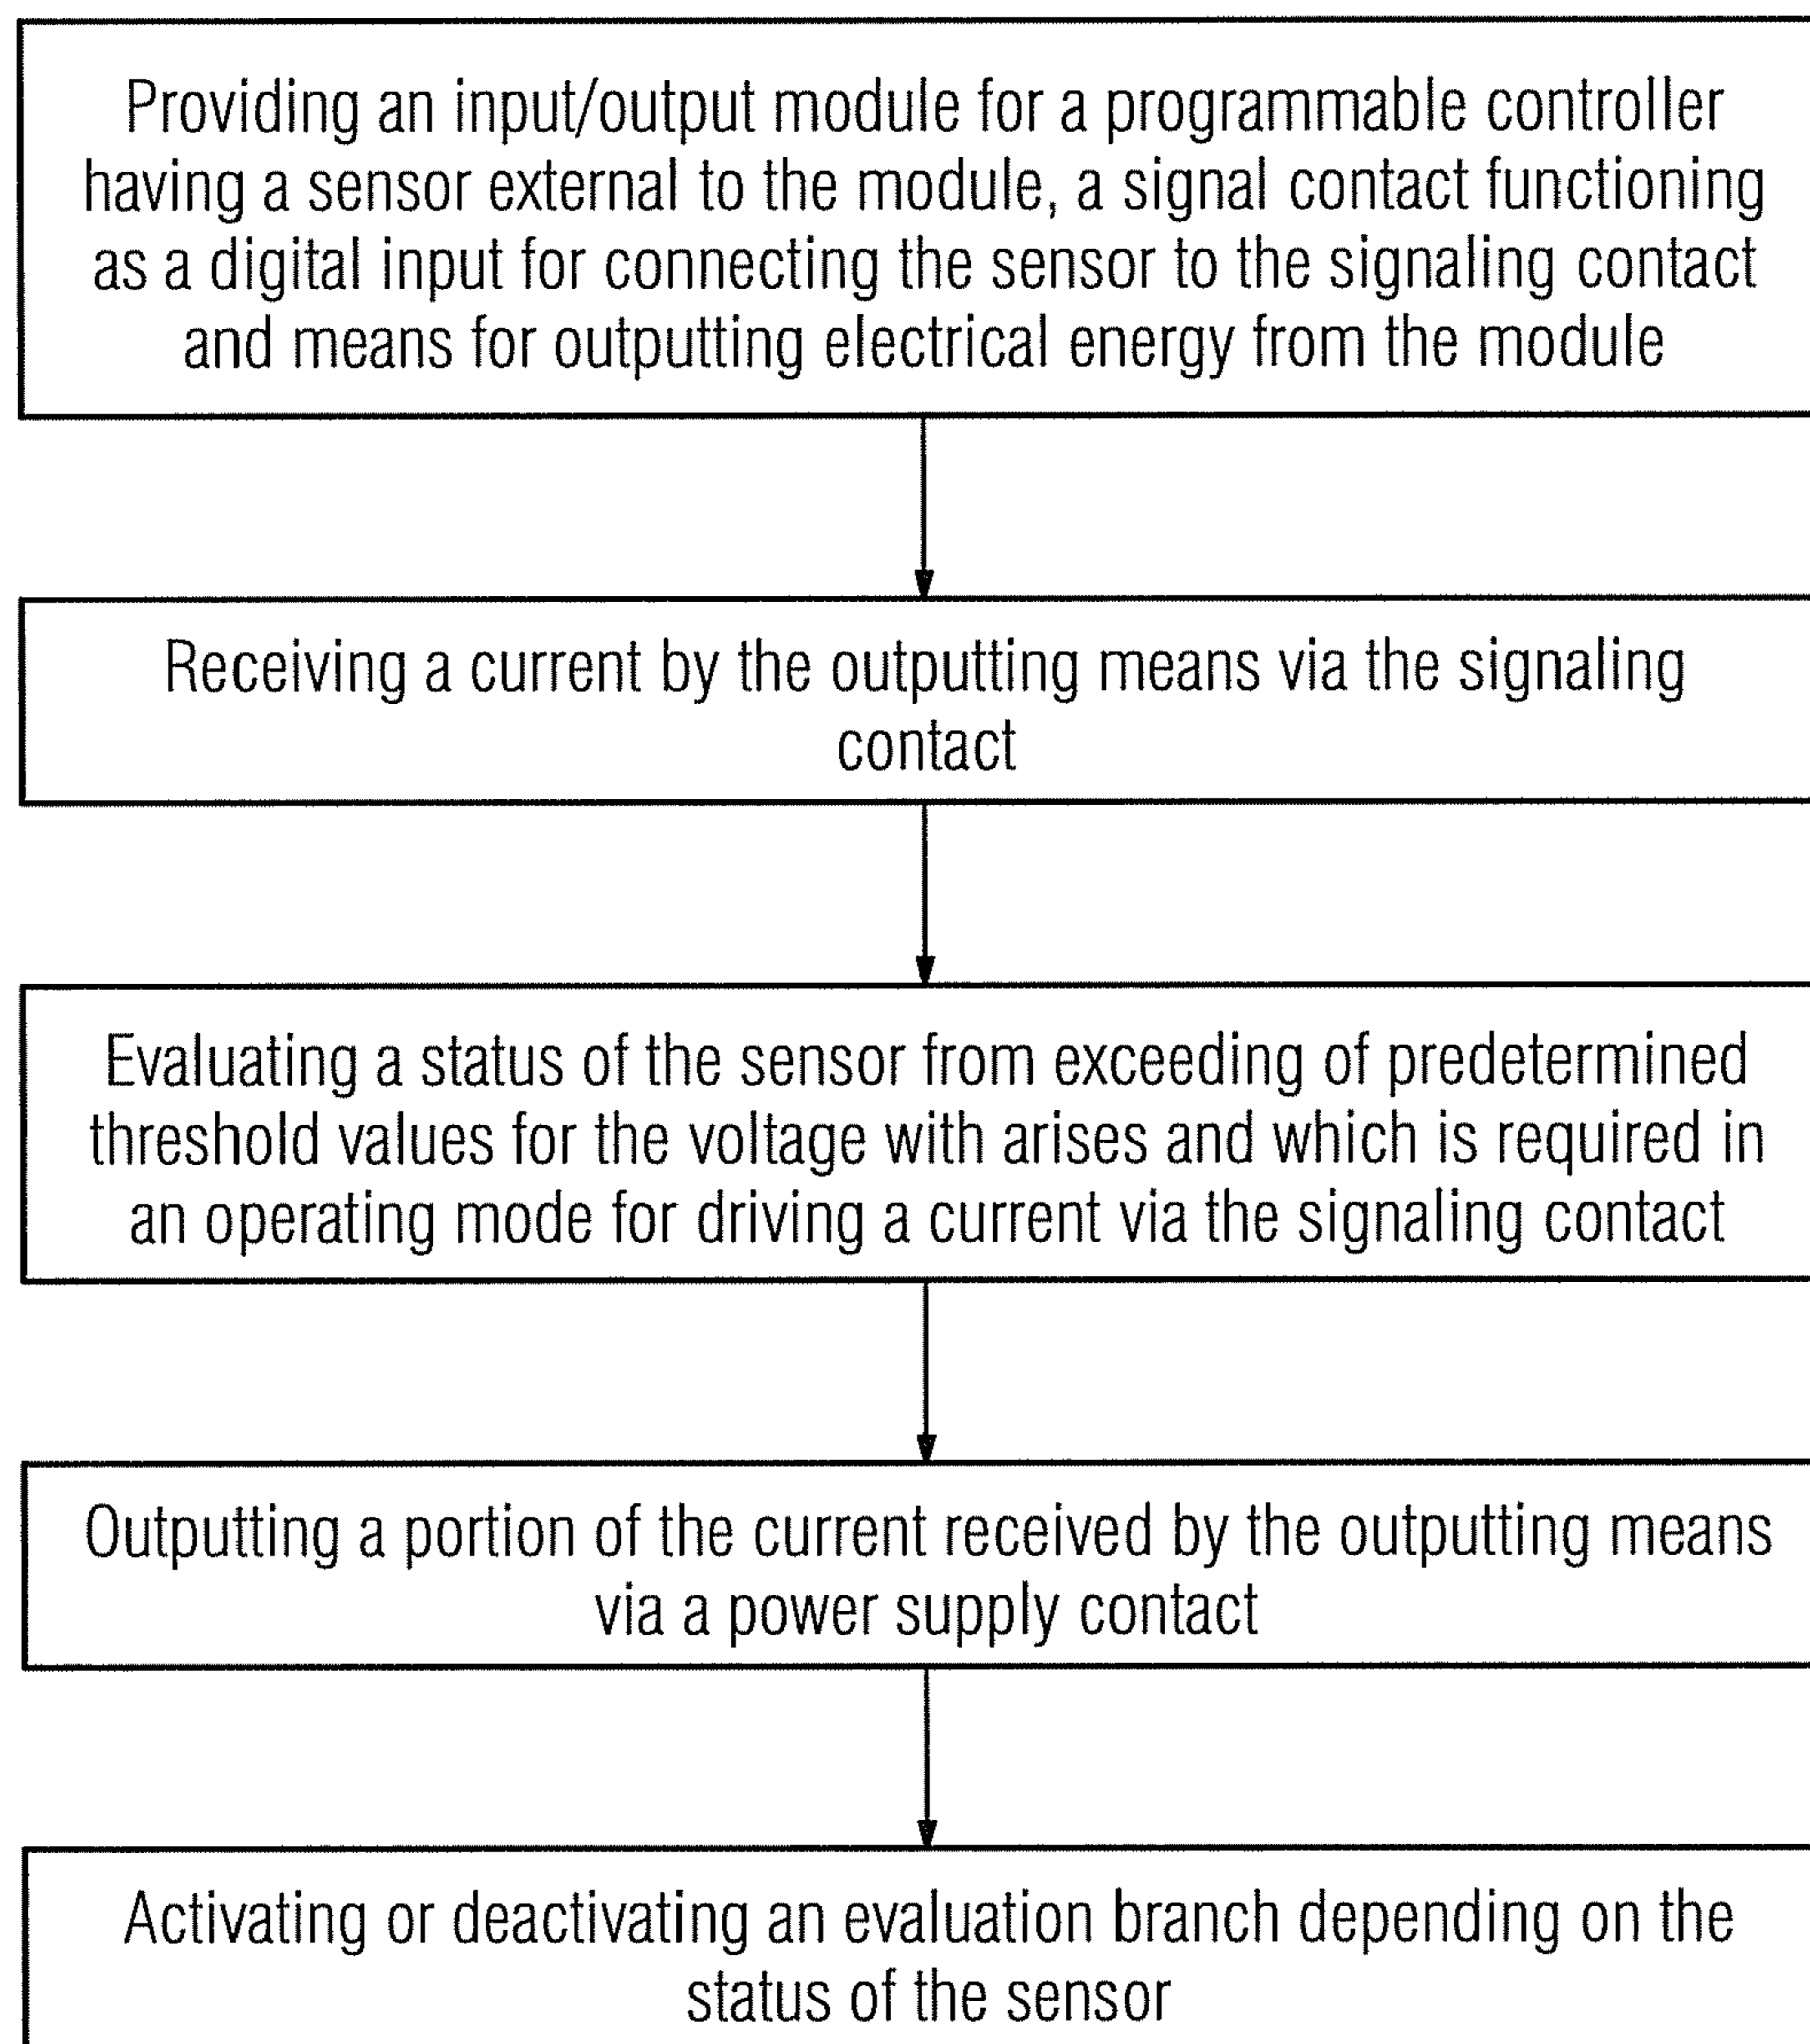 Providing an input/output module for a programmable controller
having a sensor external to the module, a signal contact functioning
as a digital input for connecting the sensor to the signaling contact
and means for outputting electrical energy from the module
Receiving a current by the outputting means via the signaling
contact
Evaluating a status of the sensor from exceeding of predetermined
threshold values for the voltage with arises and which is required in
an operating mode for driving a current via the signaling contact
Outputting a portion of the current received by the outputting means
via a power supply contact
Activating or deactivating an evaluation branch depending on the
status of the sensor